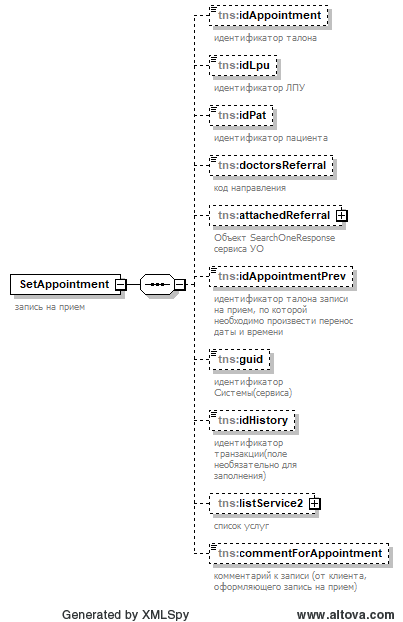 tns:idAppointment
идентификатор талона
tns:idLpu
идентификатор ЛПУ
tns:idPat
идентификатор пациента
tns:doctorsReferral
код направления
tns:attachedReferral
Объект SearchOneResponse
сервиса УО
SetAppointment
запись на прием
tns:idAppointmentPrev
идентификатор талона записи
на прием, по которой
необходимо произвести перенос
даты и времени
tns:guid
идентификатор
Системы(сервиса)
tns:idHistory
идентификатор
транзакции(поле
необязательно для
заполнения)
tns:listService2
список услуг
tns:commentForAppointment
комментарий к записи (от клиента,
оформляющего запись на прием)
Generated by XMLSpy
www.altova.com